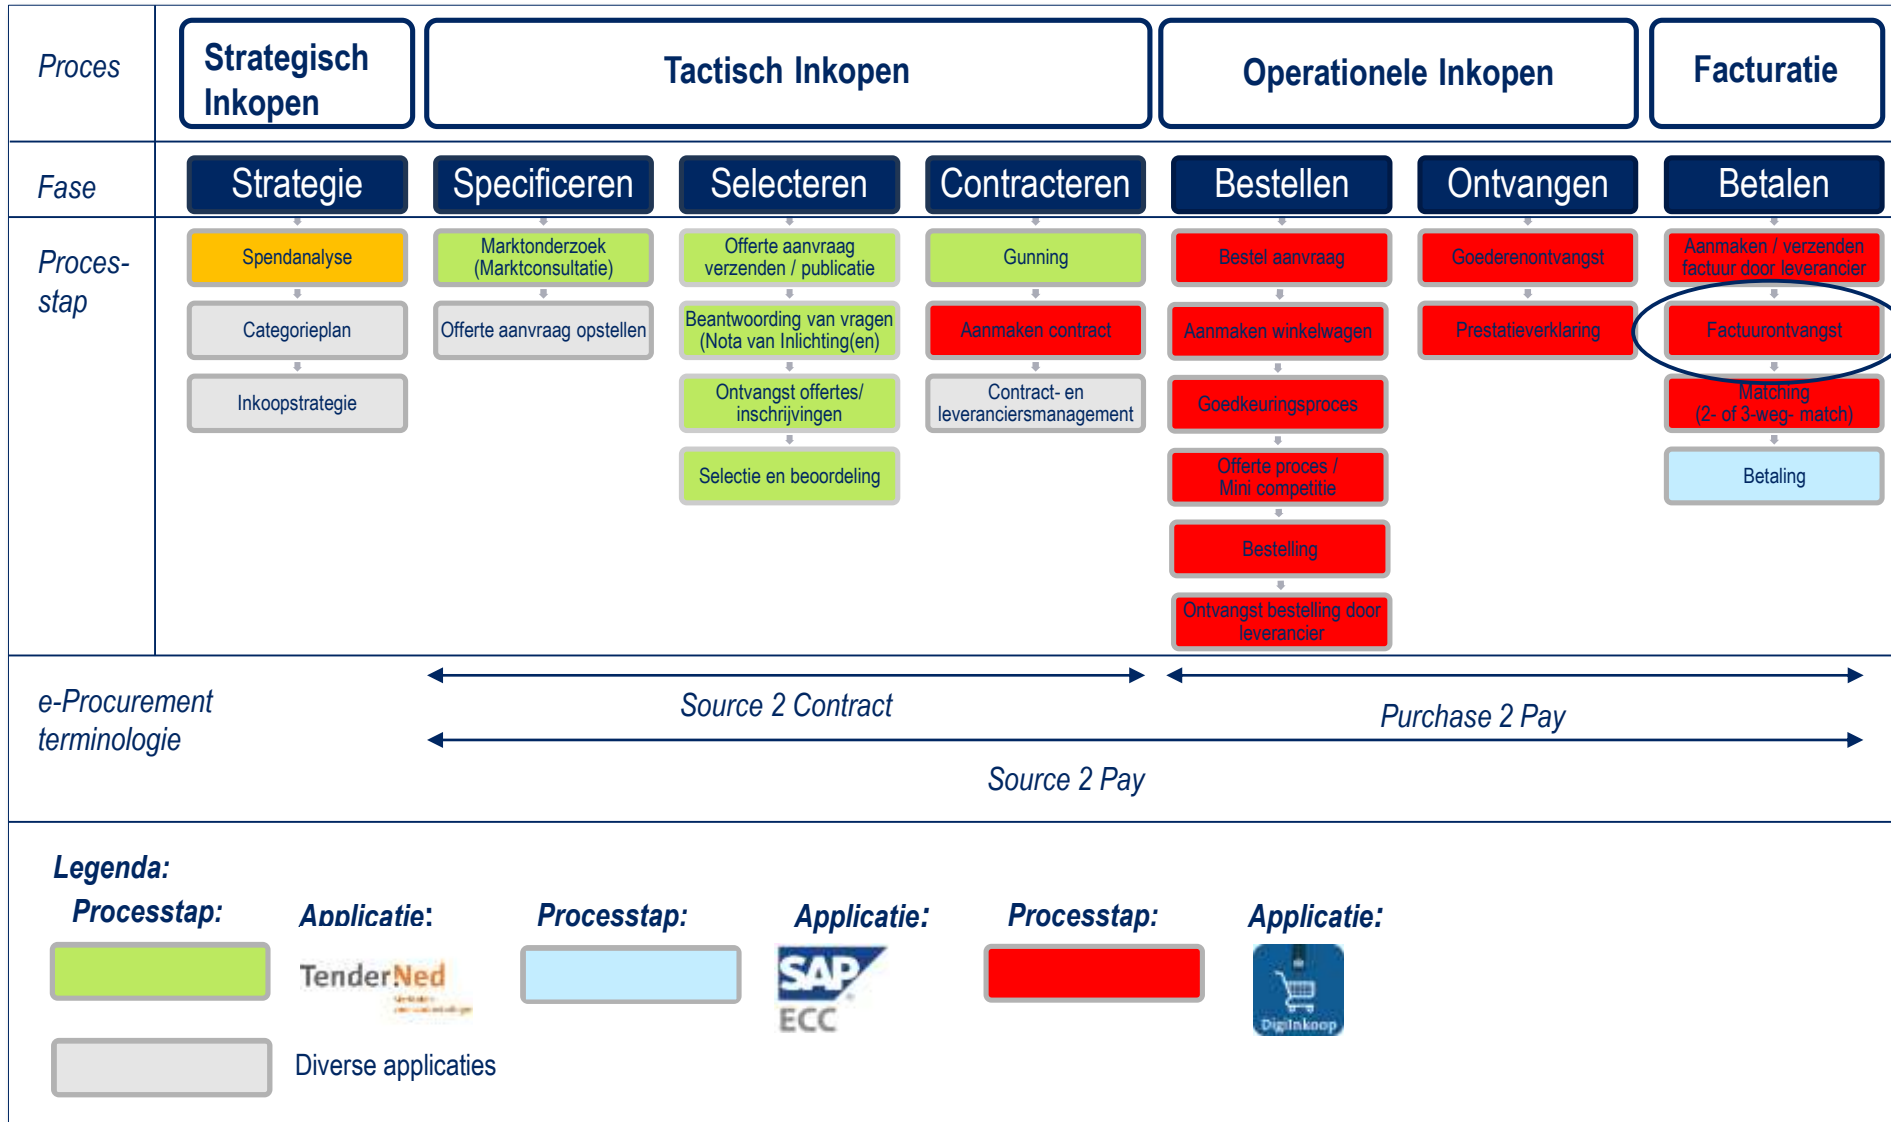 Proces
Strategisch
Inkopen
Tactisch Inkopen
Operationele Inkopen
Facturatie
Fase
Strategie
Specificeren
Selecteren
Contracteren
Bestellen
Ontvangen
Betalen
Proces-
stap
Spendanalyse
Categorieplan
Inkoopstrategie
Marktonderzoek
(Marktconsultatie)
Offerte aanvraag opstellen
Offerte aanvraag
verzenden / publicatie
Beantwoording van vragen
(Nota van Inlichting(en)
Ontvangst offertes/
inschrijvingen
Selectie en beoordeling
Gunning
Aanmaken contract
Contract- en
leveranciersmanagement
Bestel aanvraag
Aanmaken winkelwagen
Goedkeuringsproces
Offerte proces /
Mini competitie
Bestelling
Ontvangst bestelling door
leverancier
Goederenontvangst
Prestatieverklaring
Aanmaken / verzenden
factuur door leverancier
Factuurontvangst
Matching
(2- of 3-weg- match)
Betaling
e-Procurement
terminologie
Source 2 Contract
Purchase 2 Pay
Source 2 Pay
Legenda:
Processtap:
Applicatie:
Processtap:
Applicatie:
Processtap:
Applicatie:
TenderNed
SAP
ECC
DigiInkoop
Diverse applicaties